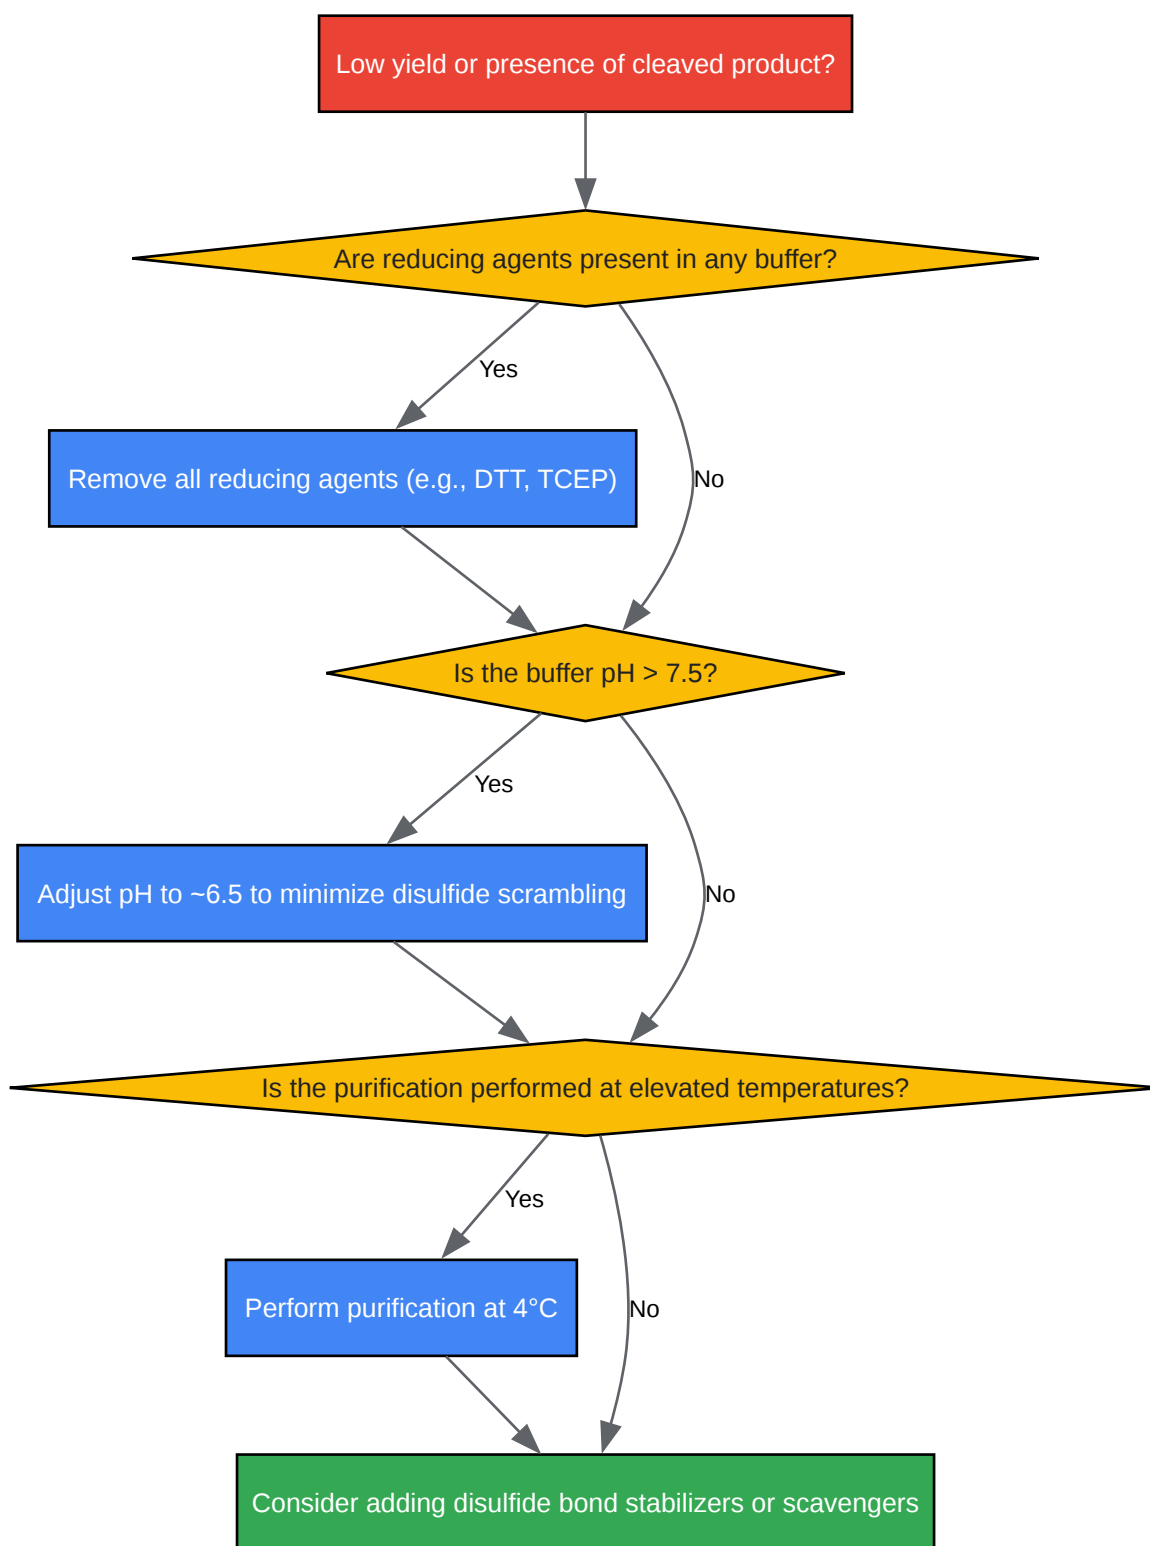 Low yield or presence of cleaved product?
Are reducing agents present in any buffer?
Yes
Remove all reducing agents (e.g., DTT, TCEP)
No
Is the buffer pH > 7.5?
Yes
Adjust pH to ~6.5 to minimize disulfide scrambling
No
Is the purification performed at elevated temperatures?
Yes
Perform purification at 4°C
No
Consider adding disulfide bond stabilizers or scavengers